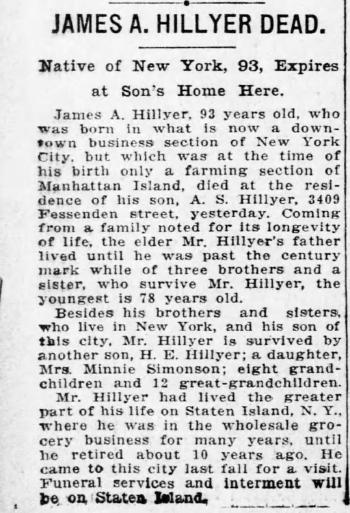 JAMES A. HILLYER DEAD.
Native of New York, 93, Expires
at Son's Home Here.
James A. Hillyer, 93 years old, who
was born in what is now a down-
town business section of New York
City, but which was at the time of
his birth only a farming section of
Manhattan Island, died at the resi-
dence of his son, A. S. Hillyer, 3409
Fessenden street, yesterday. Coming
from a family noted for its longevity
of life, the elder Mr. Hillyer's father
lived until he was past the century
mark while of three brothers and a
sister, who survive Mr. Hillyer, the
youngest is 78 years old.
Besides his brothers and sisters,
who live in New York, and his son of
this city, Mr. Hillyer is survived by
another son, H. E. Hillyer; a daughter,
Mrs. Minnie Simonson; eight grand-
children and 12 great-grandchildren.
Mr. Hillyer had lived the greater
part of his life on Staten Island, N. Y.,
where he was in the wholesale gro-
cery business for many years, until
he retired about 10 years ago. He
came to this city last fall for a visit.
Funeral services and interment will
be on Staten Island.